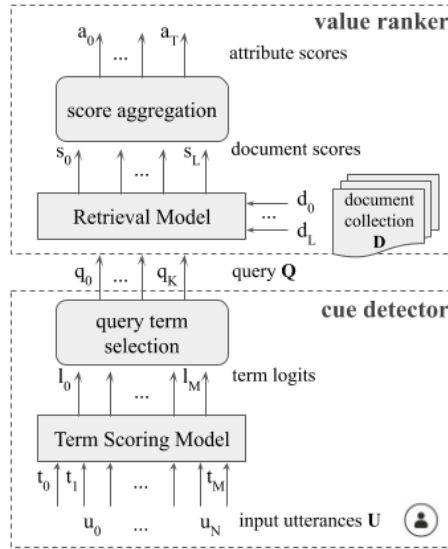 value ranker
a0 ... aT
attribute scores
score aggregation
s0 ... sL document scores
Retrieval Model
d0
...
dL
document
collection
D
q0 ... qK query Q
cue detector
query term
selection
l0 ... lM term logits
Term Scoring Model
t0 t1 ... tM
u0 ... uN input utterances U